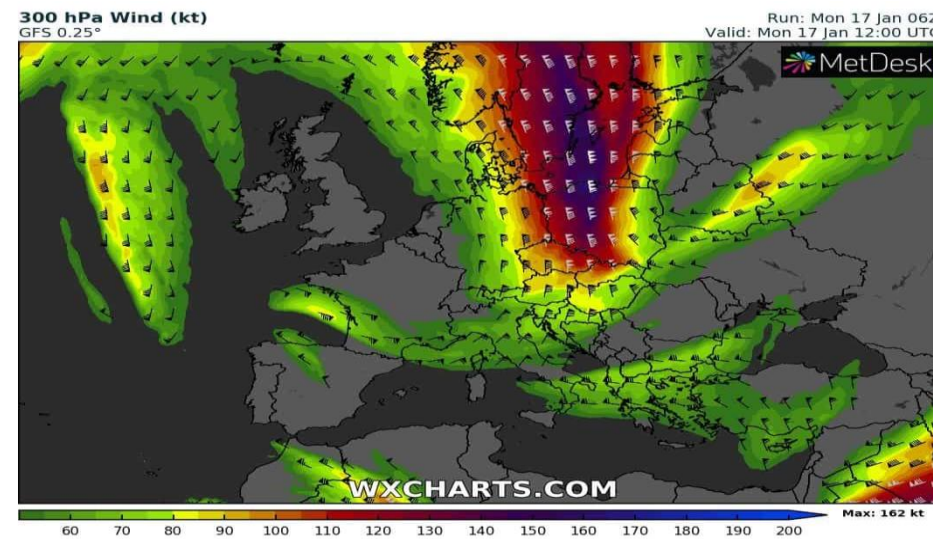 300 hPa Wind (kt)
GFS 0.25°
Run: Mon 17 Jan 06Z
Valid: Mon 17 Jan 12:00 UTC
MetDesk
WXCHARTS.COM
Max: 162 kt
60 70 80 90 100 110 120 130 140 150 160 170 180 190 200